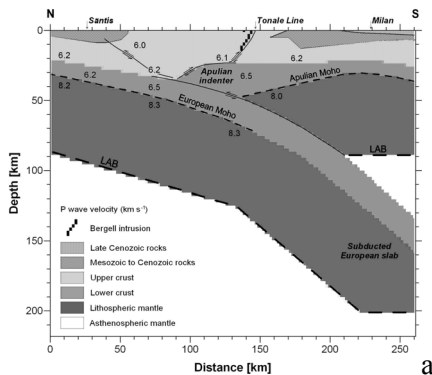 N
S
Santis
Tonale Line
Milan
0
50
100
150
200
Depth [km]
6.0
6.2
6.2
6.2
6.1
6.2
Apulian
indenter
6.5
Apulian Moho
8.2
6.5
European Moho
8.0
8.3
8.3
LAB
LAB
P wave velocity (km s⁻¹)
Bergell intrusion
Late Cenozoic rocks
Mesozoic to Cenozoic rocks
Upper crust
Lower crust
Lithospheric mantle
Asthenospheric mantle
Subducted
European slab
0 50 100 150 200 250
Distance [km]
a